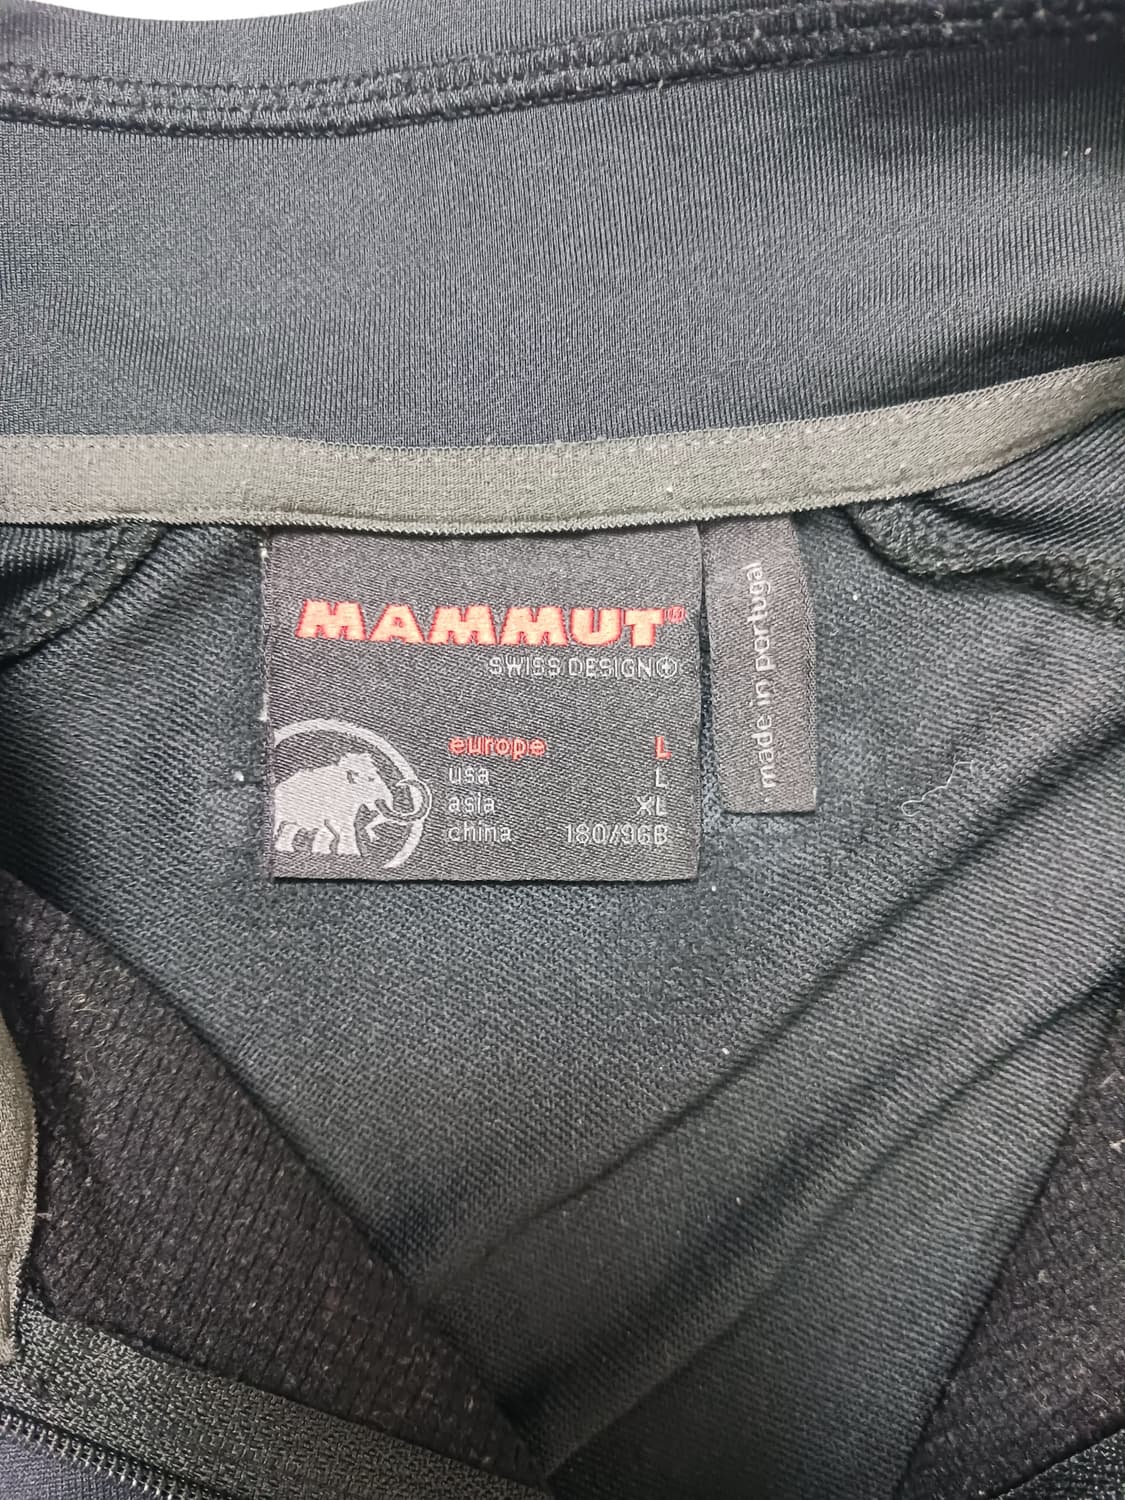 MAMMUT®
SWISS DESIGN
europe L
usa L
asia XL
china 180/96B
made in portugal